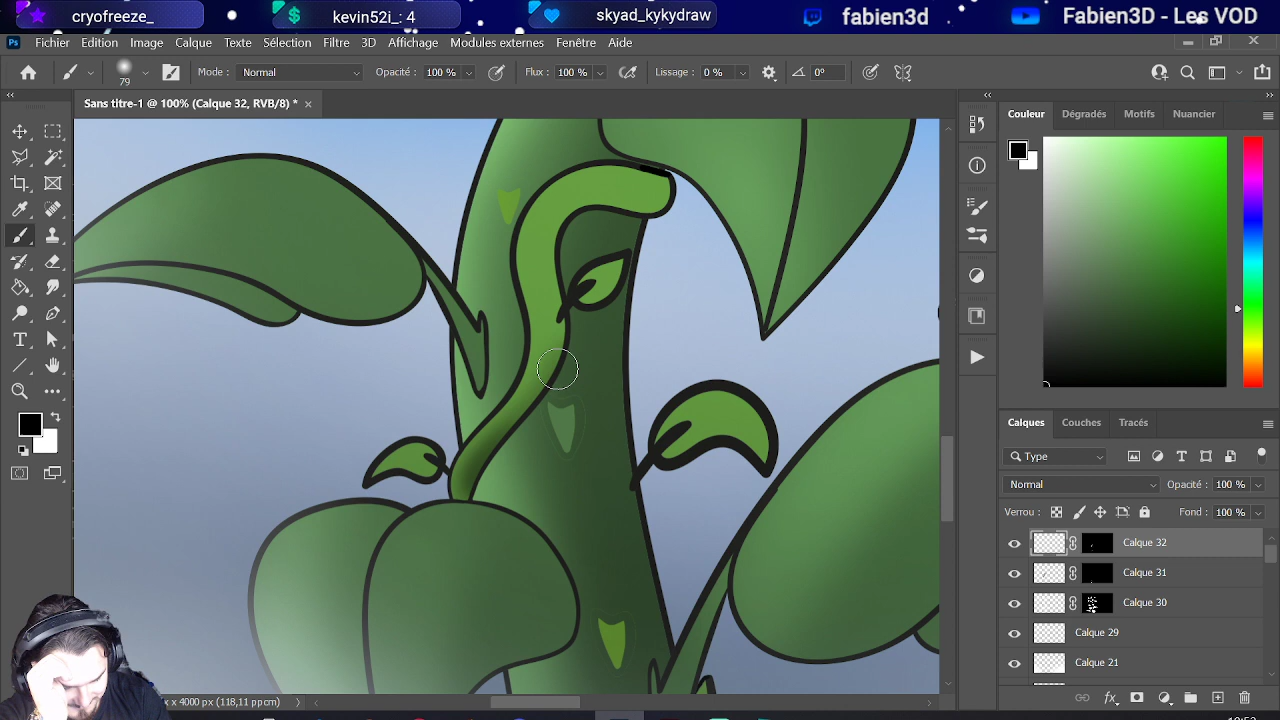 cryofreeze_
kevin52i_: 4
skyad_kykydraw
fabien3d
Fabien3D - Les VOD
Ps Fichier Edition Image Calque Texte Sélection Filtre 3D Affichage Modules externes Fenêtre Aide
79 Mode : Normal Opacité : 100 % Flux : 100 % Lissage : 0 % 0°
Sans titre-1 @ 100% (Calque 32, RVB/8) *
Couleur Dégradés Motifs Nuancier
Calques Couches Tracés
Type
Normal Opacité : 100 %
Verrou : Fond : 100 %
Calque 32
Calque 31
Calque 30
Calque 29
Calque 21
x 4000 px (118,11 ppcm)